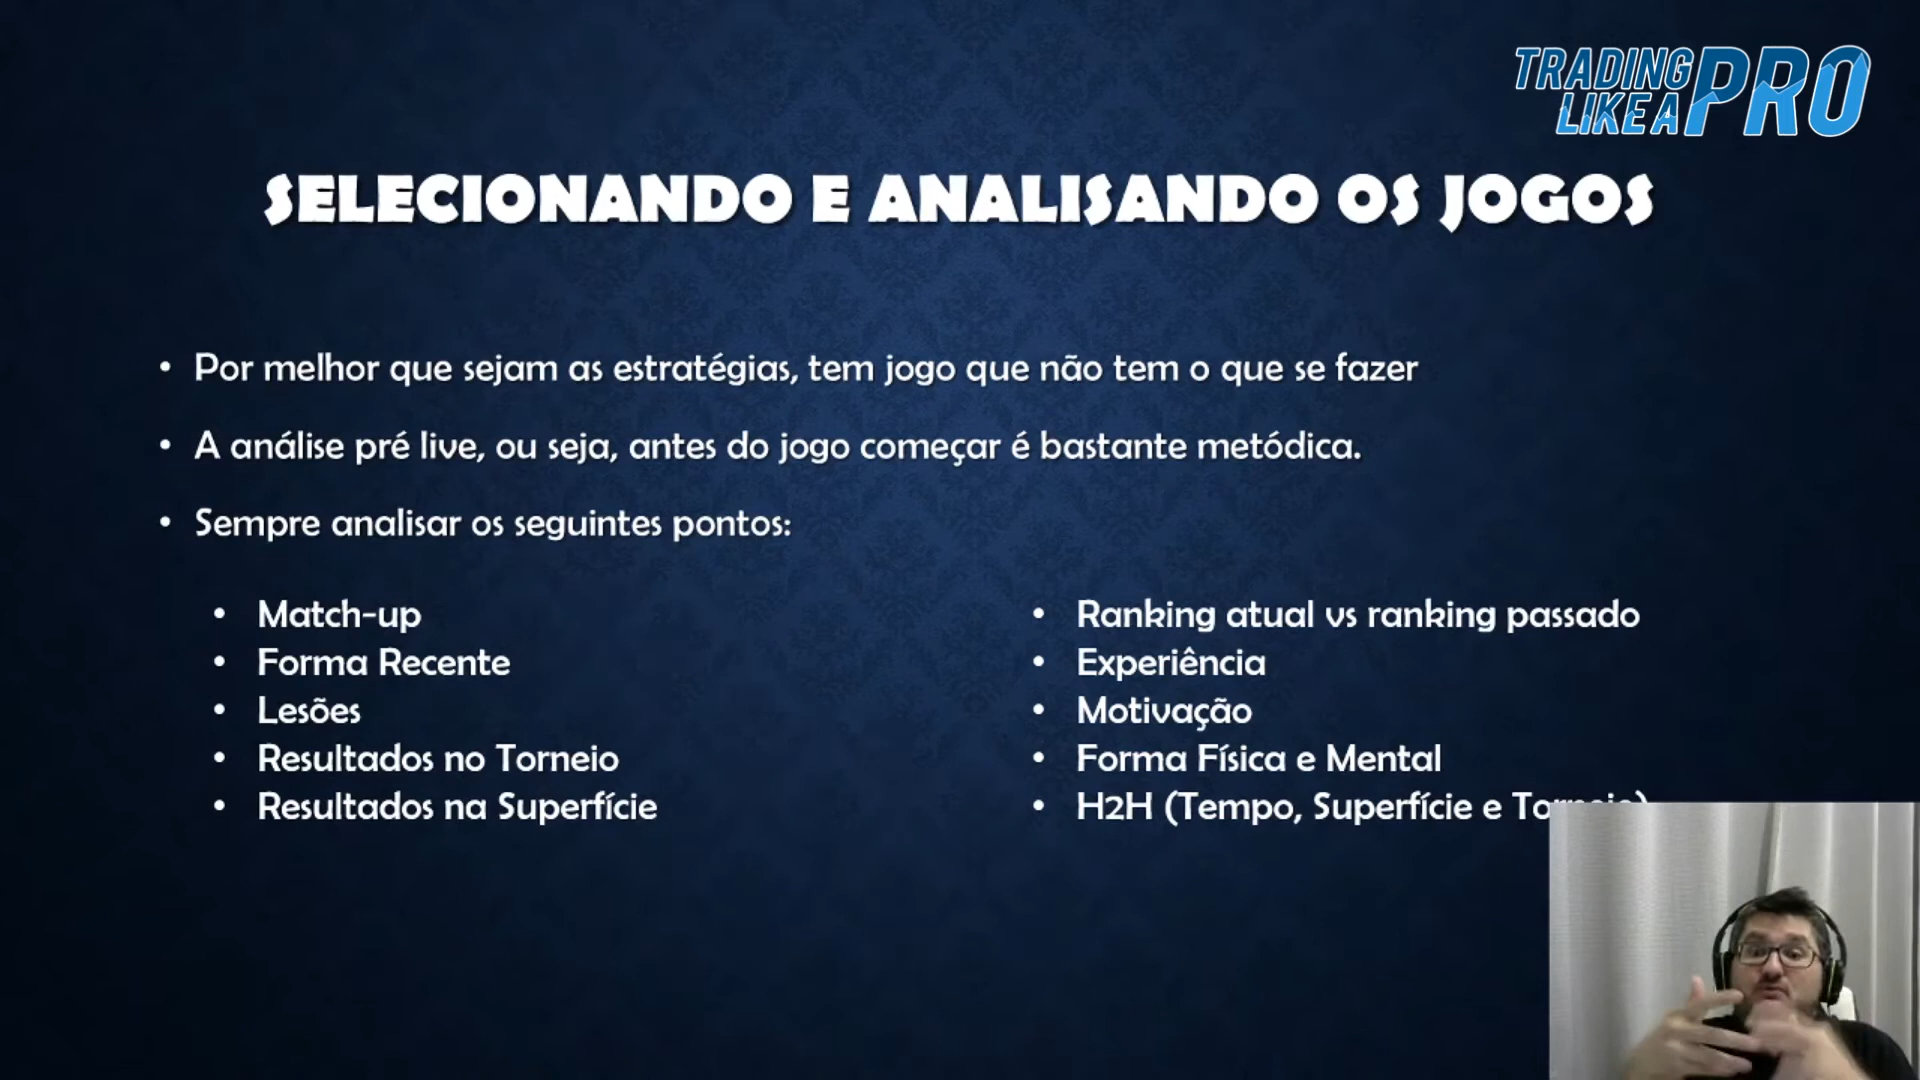 TRADING
LIKE A PRO
SELECIONANDO E ANALISANDO OS JOGOS
• Por melhor que sejam as estratégias, tem jogo que não tem o que se fazer
• A análise pré live, ou seja, antes do jogo começar é bastante metódica.
• Sempre analisar os seguintes pontos:
• Match-up
• Forma Recente
• Lesões
• Resultados no Torneio
• Resultados na Superfície
• Ranking atual vs ranking passado
• Experiência
• Motivação
• Forma Física e Mental
• H2H (Tempo, Superfície e